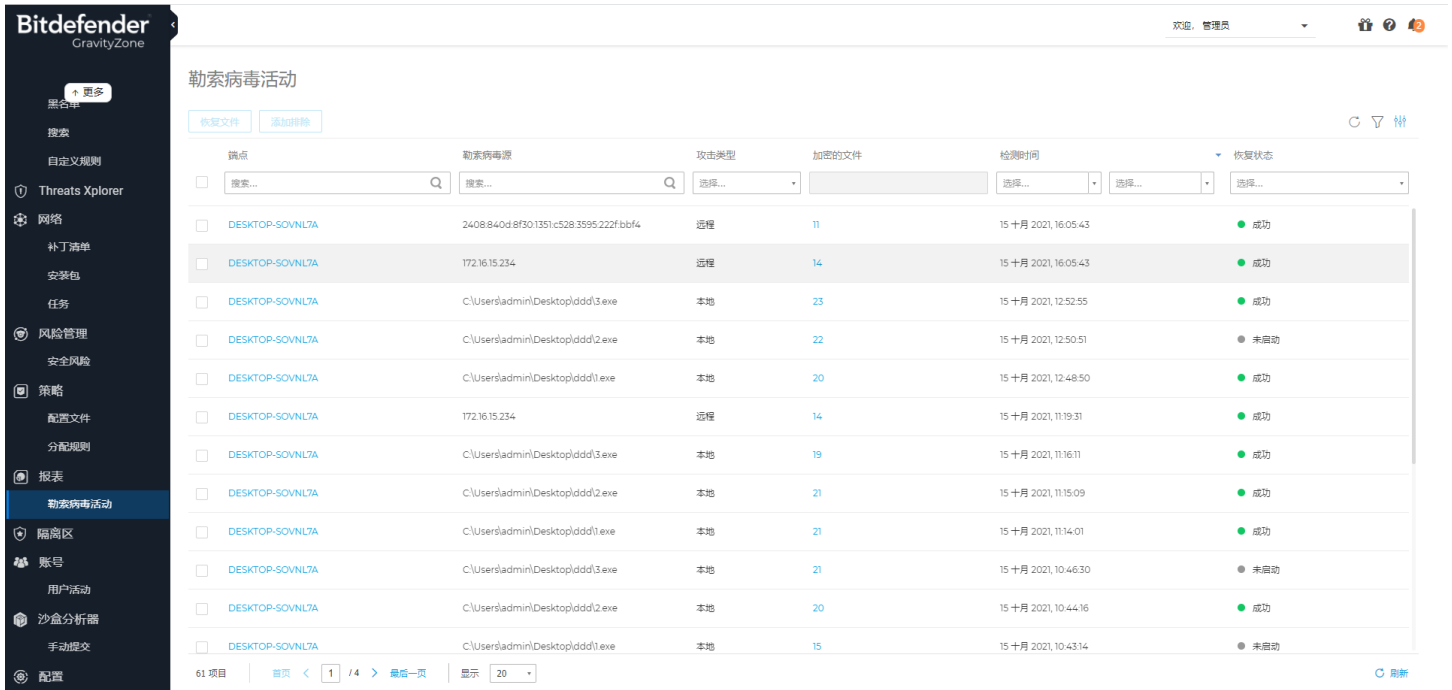 Bitdefender
GravityZone
欢迎，管理员
2
更多
黑名单
搜索
自定义规则
Threats Xplorer
网络
补丁清单
安装包
任务
风险管理
安全风险
策略
配置文件
分配规则
报表
勒索病毒活动
隔离区
账号
用户活动
沙盒分析器
手动提交
配置
勒索病毒活动
恢复文件 添加排除
端点 勒索病毒源 攻击类型 加密的文件 检测时间 恢复状态
搜索... 搜索... 选择... 选择... 选择... 选择...
DESKTOP-SOVNL7A 2408:840d:8f30:1351:c528:3595:222f:bbf4 远程 11 15 十月 2021, 16:05:43 成功
DESKTOP-SOVNL7A 172.16.15.234 远程 14 15 十月 2021, 16:05:43 成功
DESKTOP-SOVNL7A C:\Users\admin\Desktop\ddd\3.exe 本地 23 15 十月 2021, 12:52:55 成功
DESKTOP-SOVNL7A C:\Users\admin\Desktop\ddd\2.exe 本地 22 15 十月 2021, 12:50:51 未启动
DESKTOP-SOVNL7A C:\Users\admin\Desktop\ddd\1.exe 本地 20 15 十月 2021, 12:48:50 成功
DESKTOP-SOVNL7A 172.16.15.234 远程 14 15 十月 2021, 11:19:31 成功
DESKTOP-SOVNL7A C:\Users\admin\Desktop\ddd\3.exe 本地 19 15 十月 2021, 11:16:11 成功
DESKTOP-SOVNL7A C:\Users\admin\Desktop\ddd\2.exe 本地 21 15 十月 2021, 11:15:09 成功
DESKTOP-SOVNL7A C:\Users\admin\Desktop\ddd\1.exe 本地 21 15 十月 2021, 11:14:01 成功
DESKTOP-SOVNL7A C:\Users\admin\Desktop\ddd\3.exe 本地 21 15 十月 2021, 10:46:30 未启动
DESKTOP-SOVNL7A C:\Users\admin\Desktop\ddd\2.exe 本地 20 15 十月 2021, 10:44:16 成功
DESKTOP-SOVNL7A C:\Users\admin\Desktop\ddd\1.exe 本地 15 15 十月 2021, 10:43:14 未启动
61 项目 首页 1 / 4 最后一页 显示 20 刷新